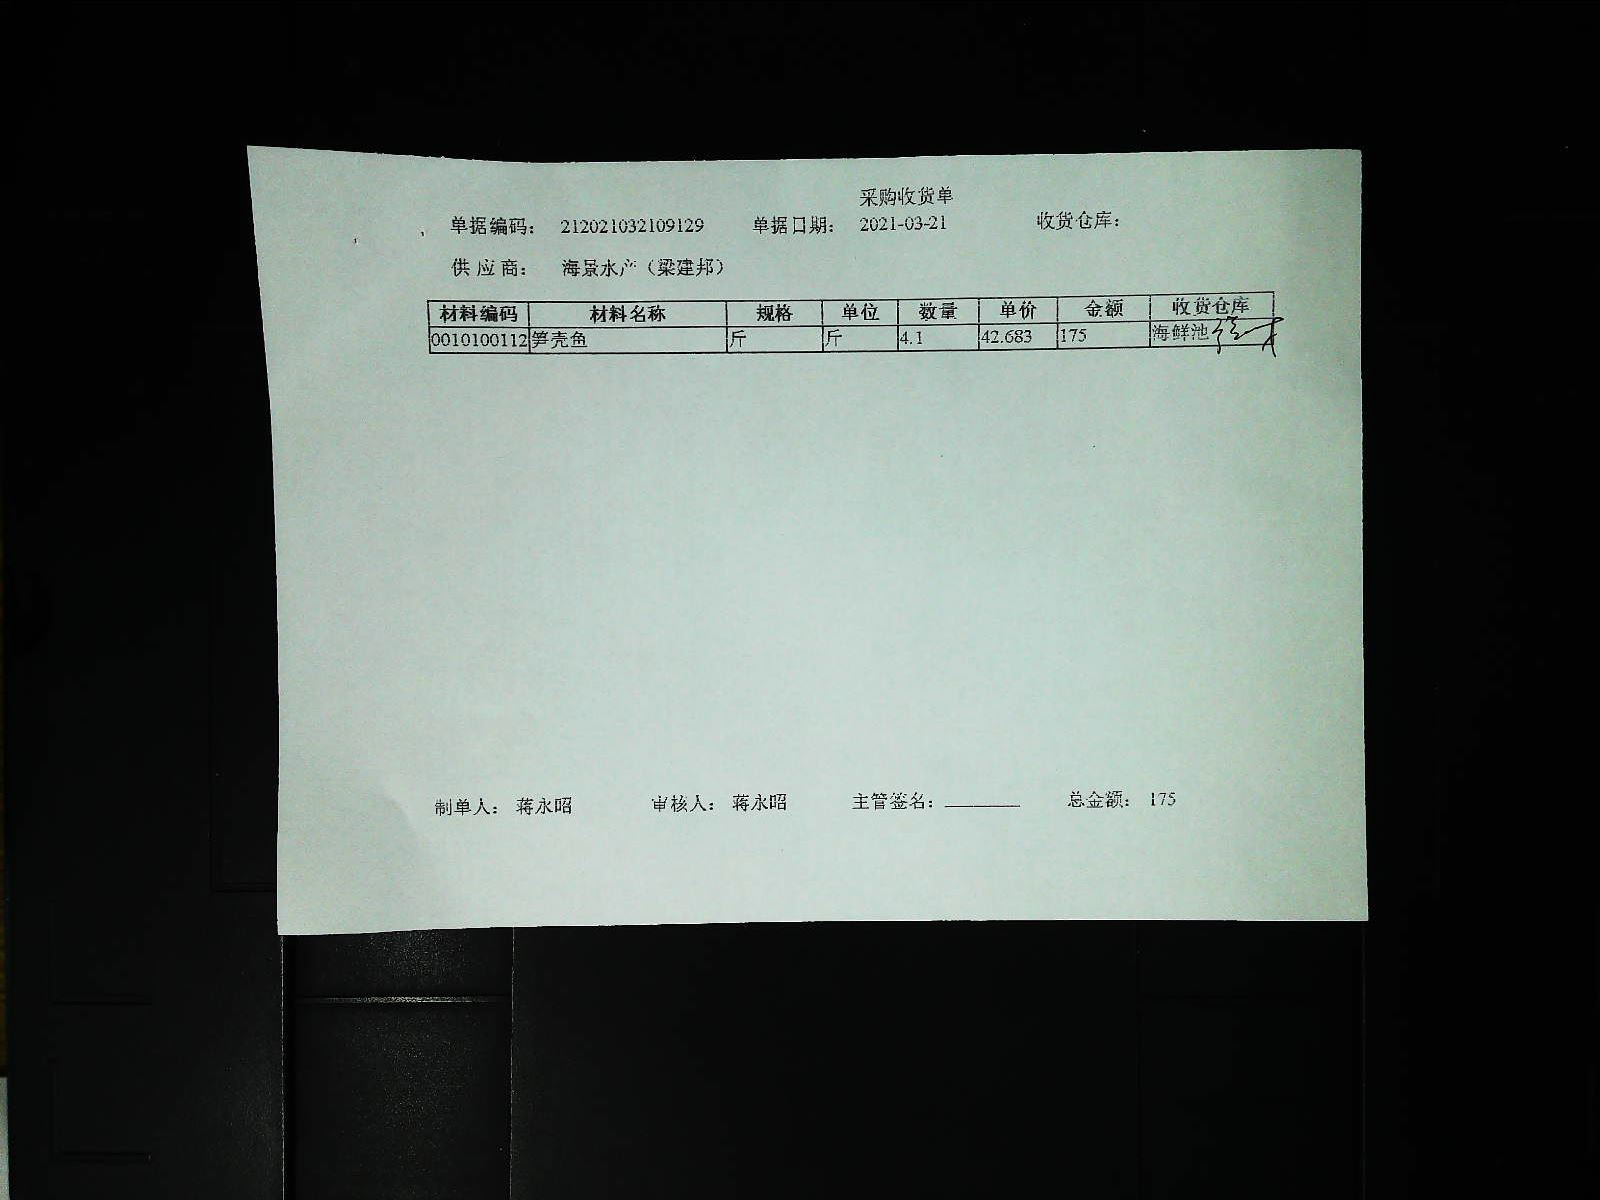 采购收货单
单据编码： 212021032109129 单据日期： 2021-03-21 收货仓库：
供 应 商： 海景水产（梁建邦）
材料编码 材料名称 规格 单位 数量 单价 金额 收货仓库
0010100112 笋壳鱼 斤 斤 4.1 42.683 175 海鲜池
制单人： 蒋永昭 审核人： 蒋永昭 主管签名： 总金额： 175